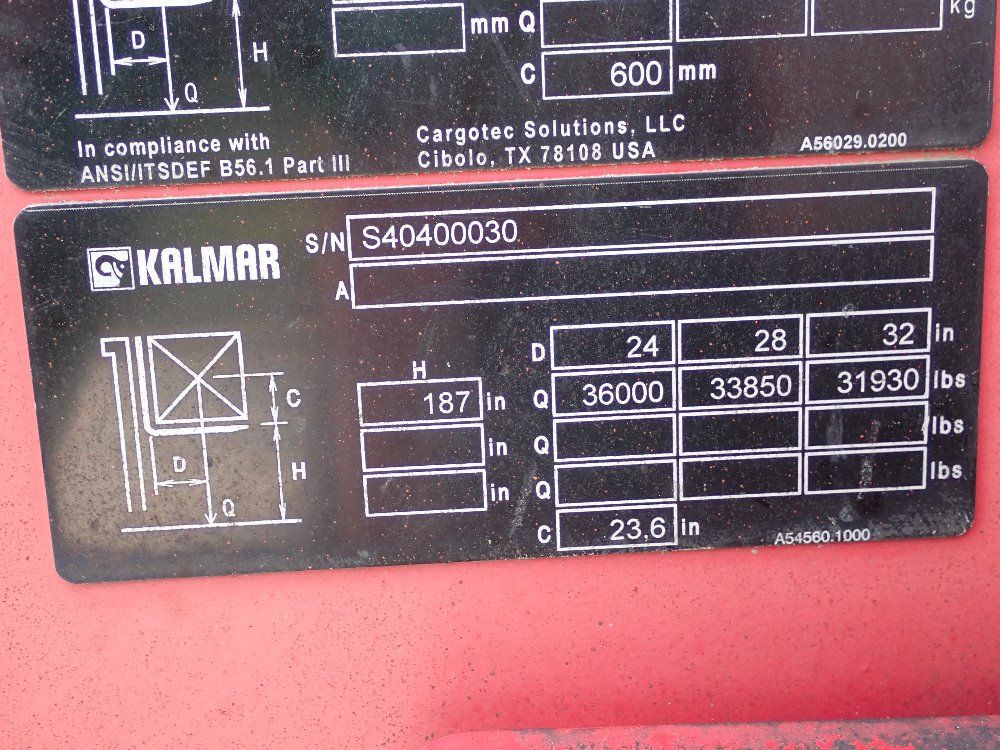 mm Q kg
D H
Q
C 600 mm
In compliance with
ANSI/ITSDEF B56.1 Part III
Cargotec Solutions, LLC
Cibolo, TX 78108 USA
A56029.0200
KALMAR
S/N S40400030
A
H
D 24 28 32 in
187 in Q 36000 33850 31930 lbs
in Q lbs
in Q lbs
C 23,6 in
C
D H
Q
A54560.1000